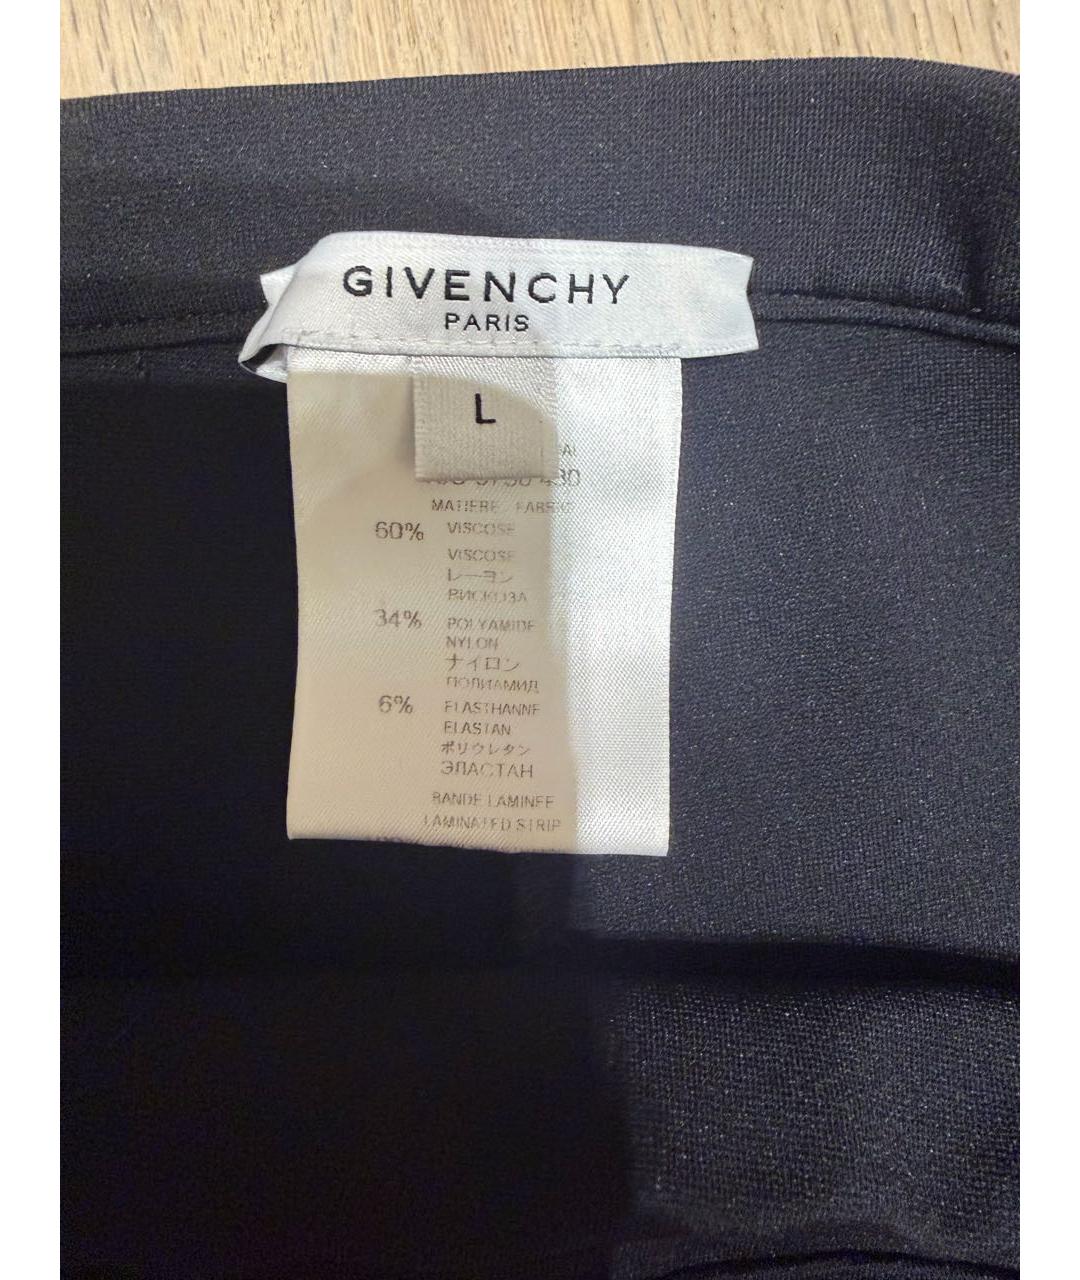 GIVENCHY
PARIS
L
MATIERE FABRIC
60% VISCOSE
VISCOSE
レーヨン
ВИСКОЗА
34% POLYAMIDE
NYLON
ナイロン
ПОЛИАМИД
6% ELASTHANNE
ELASTAN
ポリウレタン
ЭЛАСТАН
BANDE LAMINEE
LAMINATED STRIP